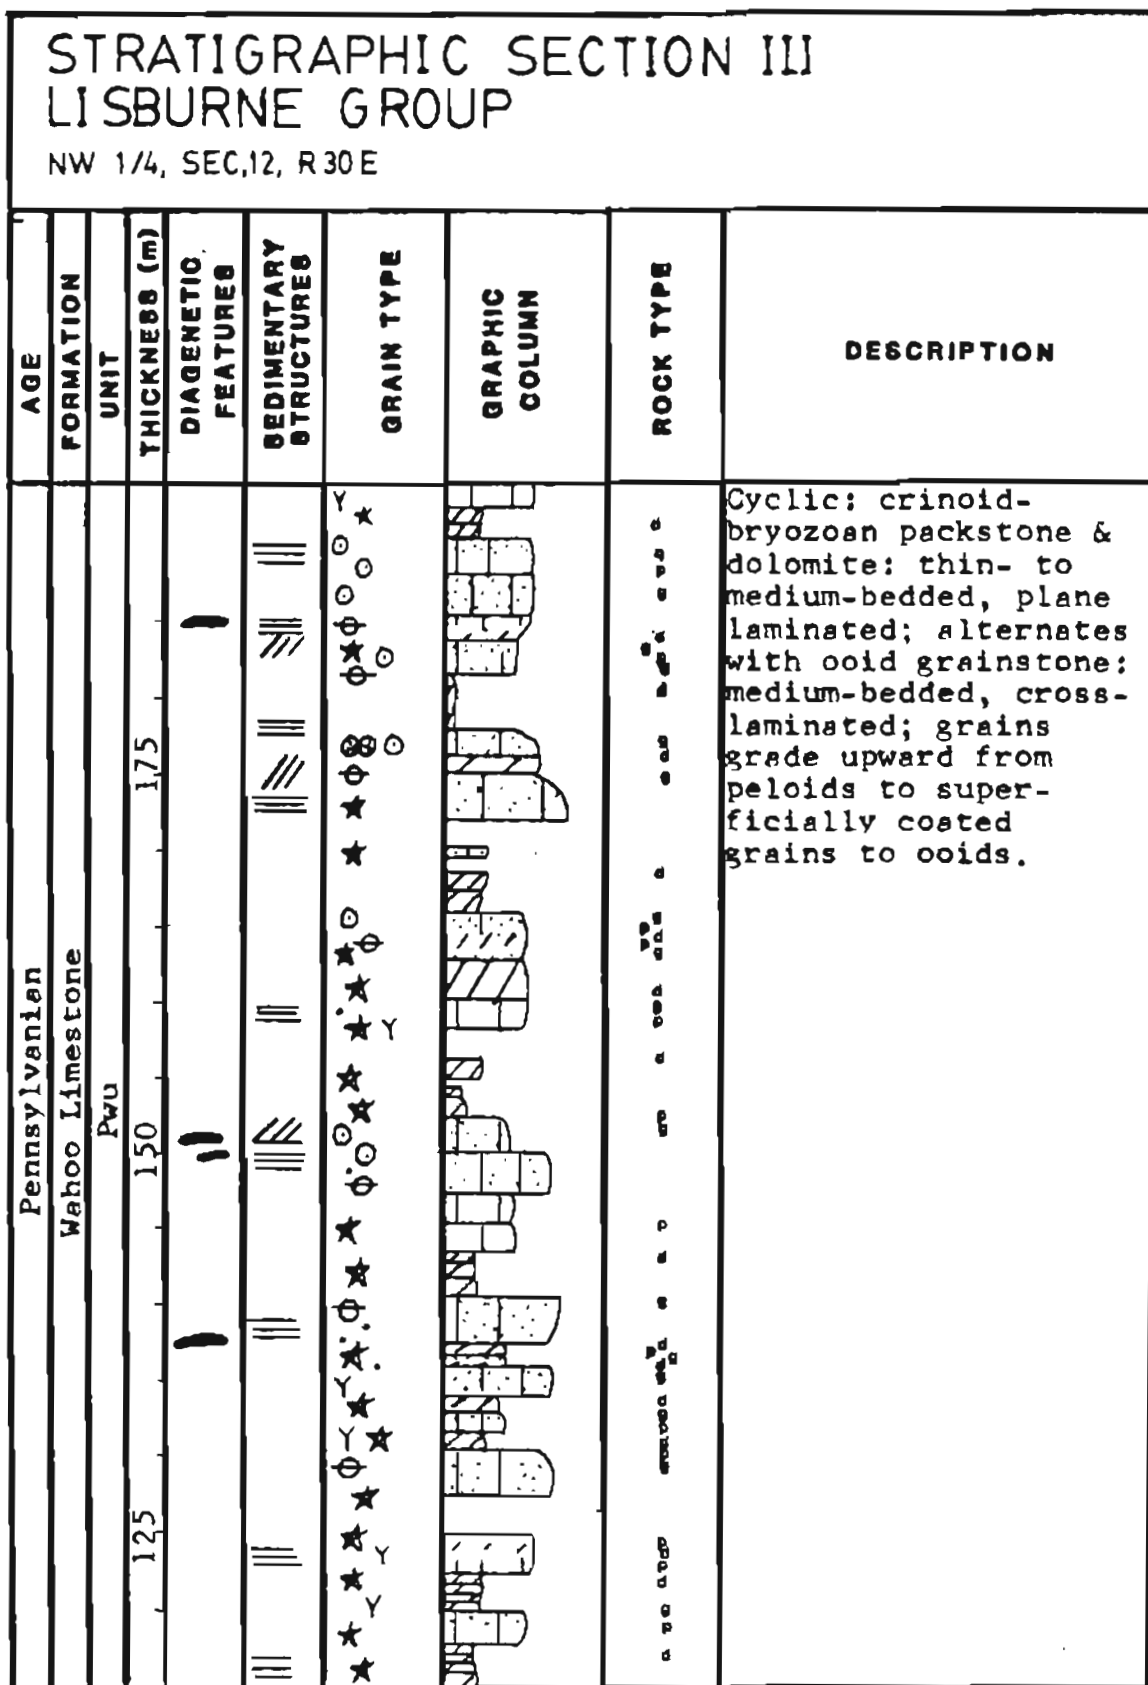 STRATIGRAPHIC SECTION III
LISBURNE GROUP
NW 1/4, SEC,12, R30E
AGE
FORMATION
UNIT
THICKNESS (m)
DIAGENETIC
FEATURES
SEDIMENTARY
STRUCTURES
GRAIN TYPE
GRAPHIC
COLUMN
ROCK TYPE
DESCRIPTION
Pennsylvanian
Wahoo Limestone
Pwu
175
150
125
Cyclic: crinoid-
bryozoan packstone &
dolomite: thin- to
medium-bedded, plane
laminated; alternates
with ooid grainstone:
medium-bedded, cross-
laminated; grains
grade upward from
peloids to super-
ficially coated
grains to ooids.